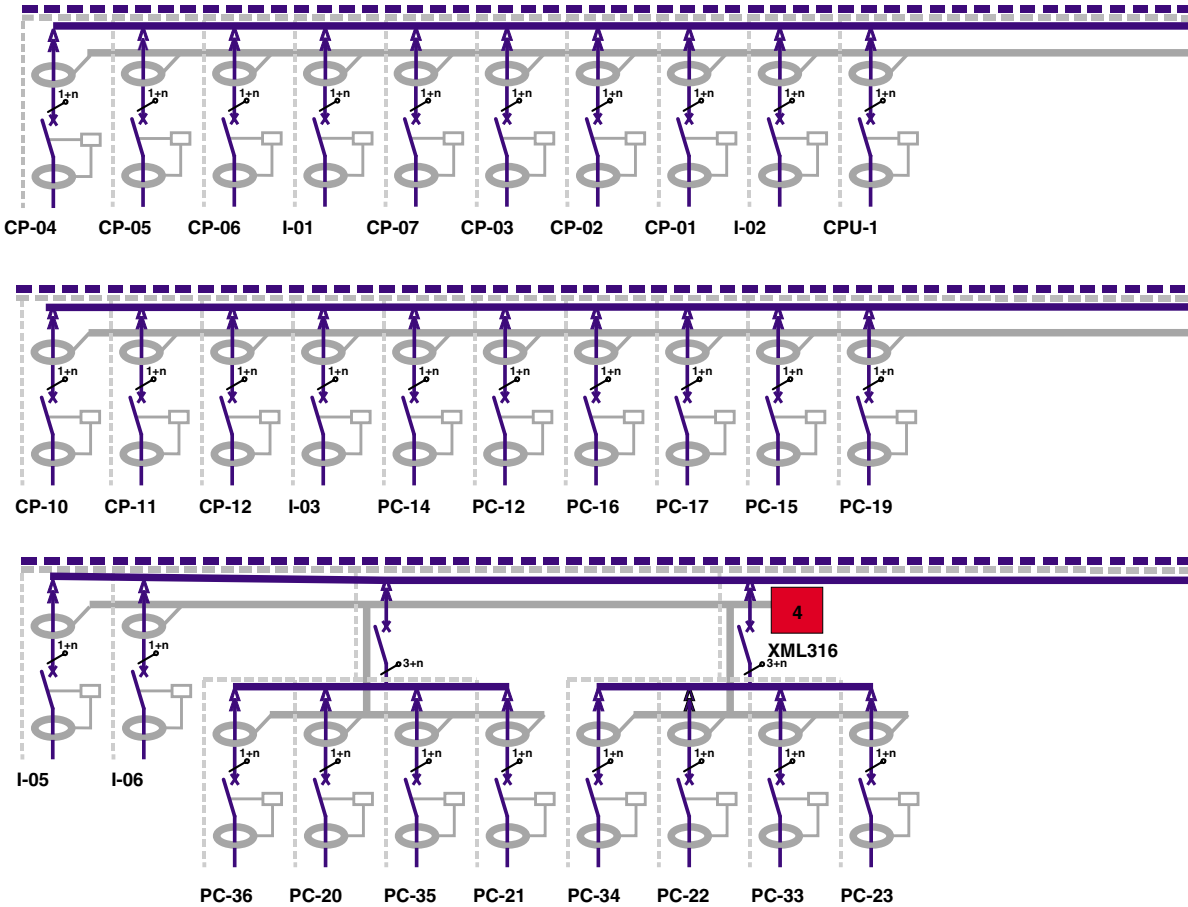 1+n 1+n 1+n 1+n 1+n 1+n 1+n 1+n 1+n 1+n
CP-04 CP-05 CP-06 I-01 CP-07 CP-03 CP-02 CP-01 I-02 CPU-1
1+n 1+n 1+n 1+n 1+n 1+n 1+n 1+n 1+n 1+n
CP-10 CP-11 CP-12 I-03 PC-14 PC-12 PC-16 PC-17 PC-15 PC-19
4
1+n 1+n XML316
3+n 3+n
1+n 1+n 1+n 1+n 1+n 1+n 1+n 1+n
I-05 I-06
PC-36 PC-20 PC-35 PC-21 PC-34 PC-22 PC-33 PC-23